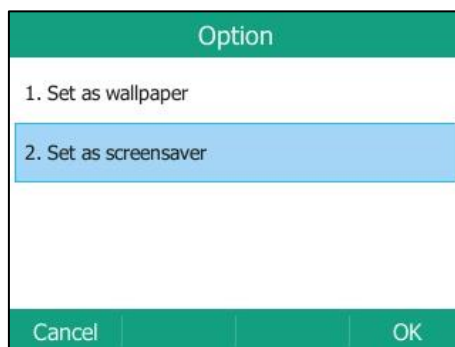 Option
1. Set as wallpaper
2. Set as screensaver
Cancel
OK